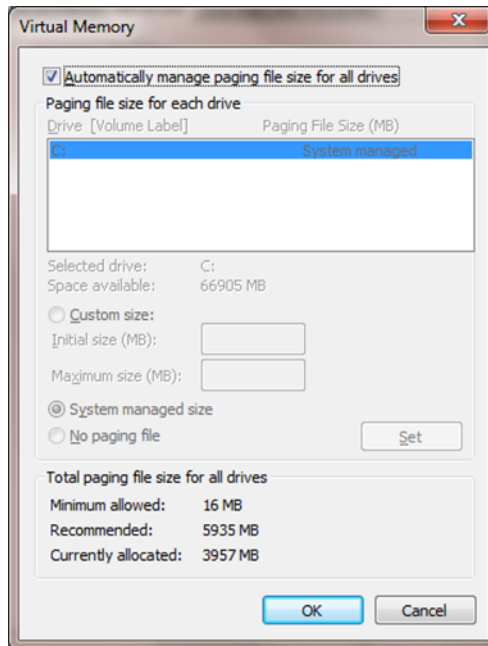 Virtual Memory
Automatically manage paging file size for all drives
Paging file size for each drive
Drive [Volume Label] Paging File Size (MB)
C: System managed
Selected drive: C:
Space available: 66905 MB
Custom size:
Initial size (MB):
Maximum size (MB):
System managed size
No paging file Set
Total paging file size for all drives
Minimum allowed: 16 MB
Recommended: 5935 MB
Currently allocated: 3957 MB
OK Cancel